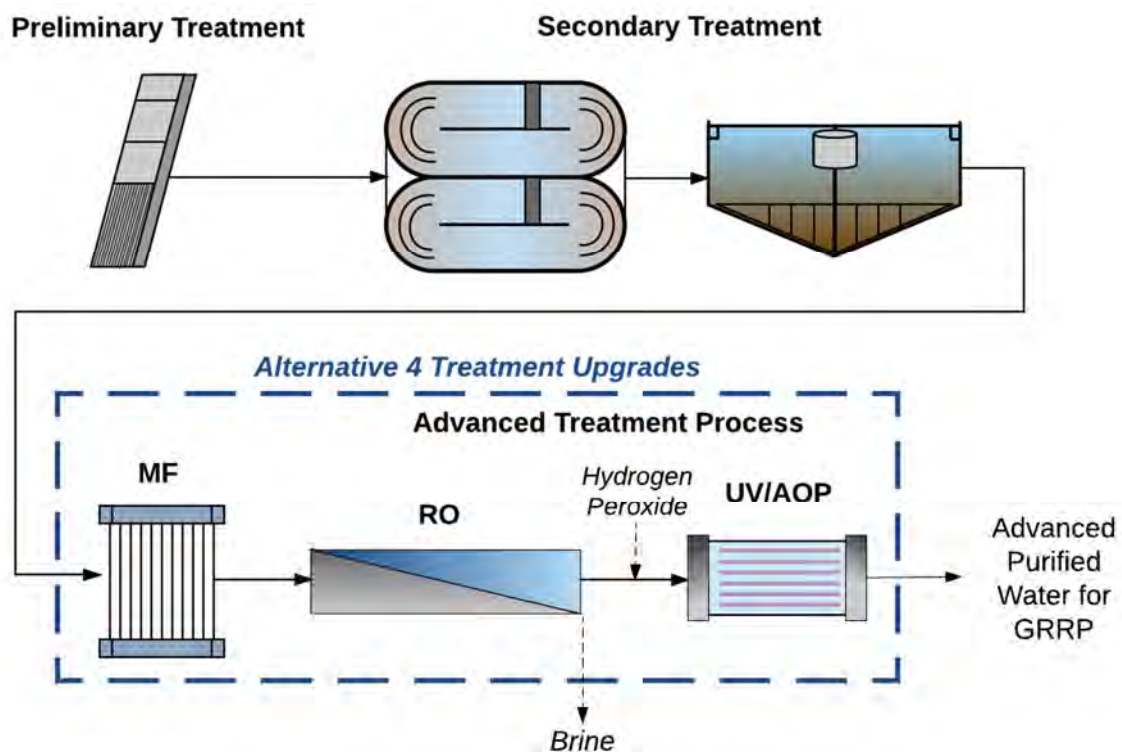 Preliminary Treatment
Secondary Treatment
Alternative 4 Treatment Upgrades
Advanced Treatment Process
MF
RO
Hydrogen
Peroxide
UV/AOP
Advanced
Purified
Water for
GRRP
Brine